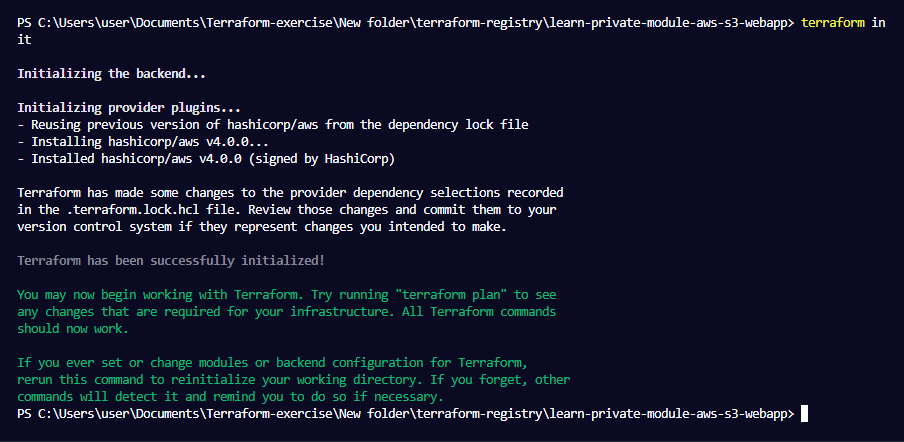 PS C:\Users\user\Documents\Terraform-exercise\New folder\terraform-registry\learn-private-module-aws-s3-webapp> terraform in
it
Initializing the backend...
Initializing provider plugins...
- Reusing previous version of hashicorp/aws from the dependency lock file
- Installing hashicorp/aws v4.0.0...
- Installed hashicorp/aws v4.0.0 (signed by HashiCorp)
Terraform has made some changes to the provider dependency selections recorded
in the .terraform.lock.hcl file. Review those changes and commit them to your
version control system if they represent changes you intended to make.
Terraform has been successfully initialized!
You may now begin working with Terraform. Try running "terraform plan" to see
any changes that are required for your infrastructure. All Terraform commands
should now work.
If you ever set or change modules or backend configuration for Terraform,
rerun this command to reinitialize your working directory. If you forget, other
commands will detect it and remind you to do so if necessary.
PS C:\Users\user\Documents\Terraform-exercise\New folder\terraform-registry\learn-private-module-aws-s3-webapp>